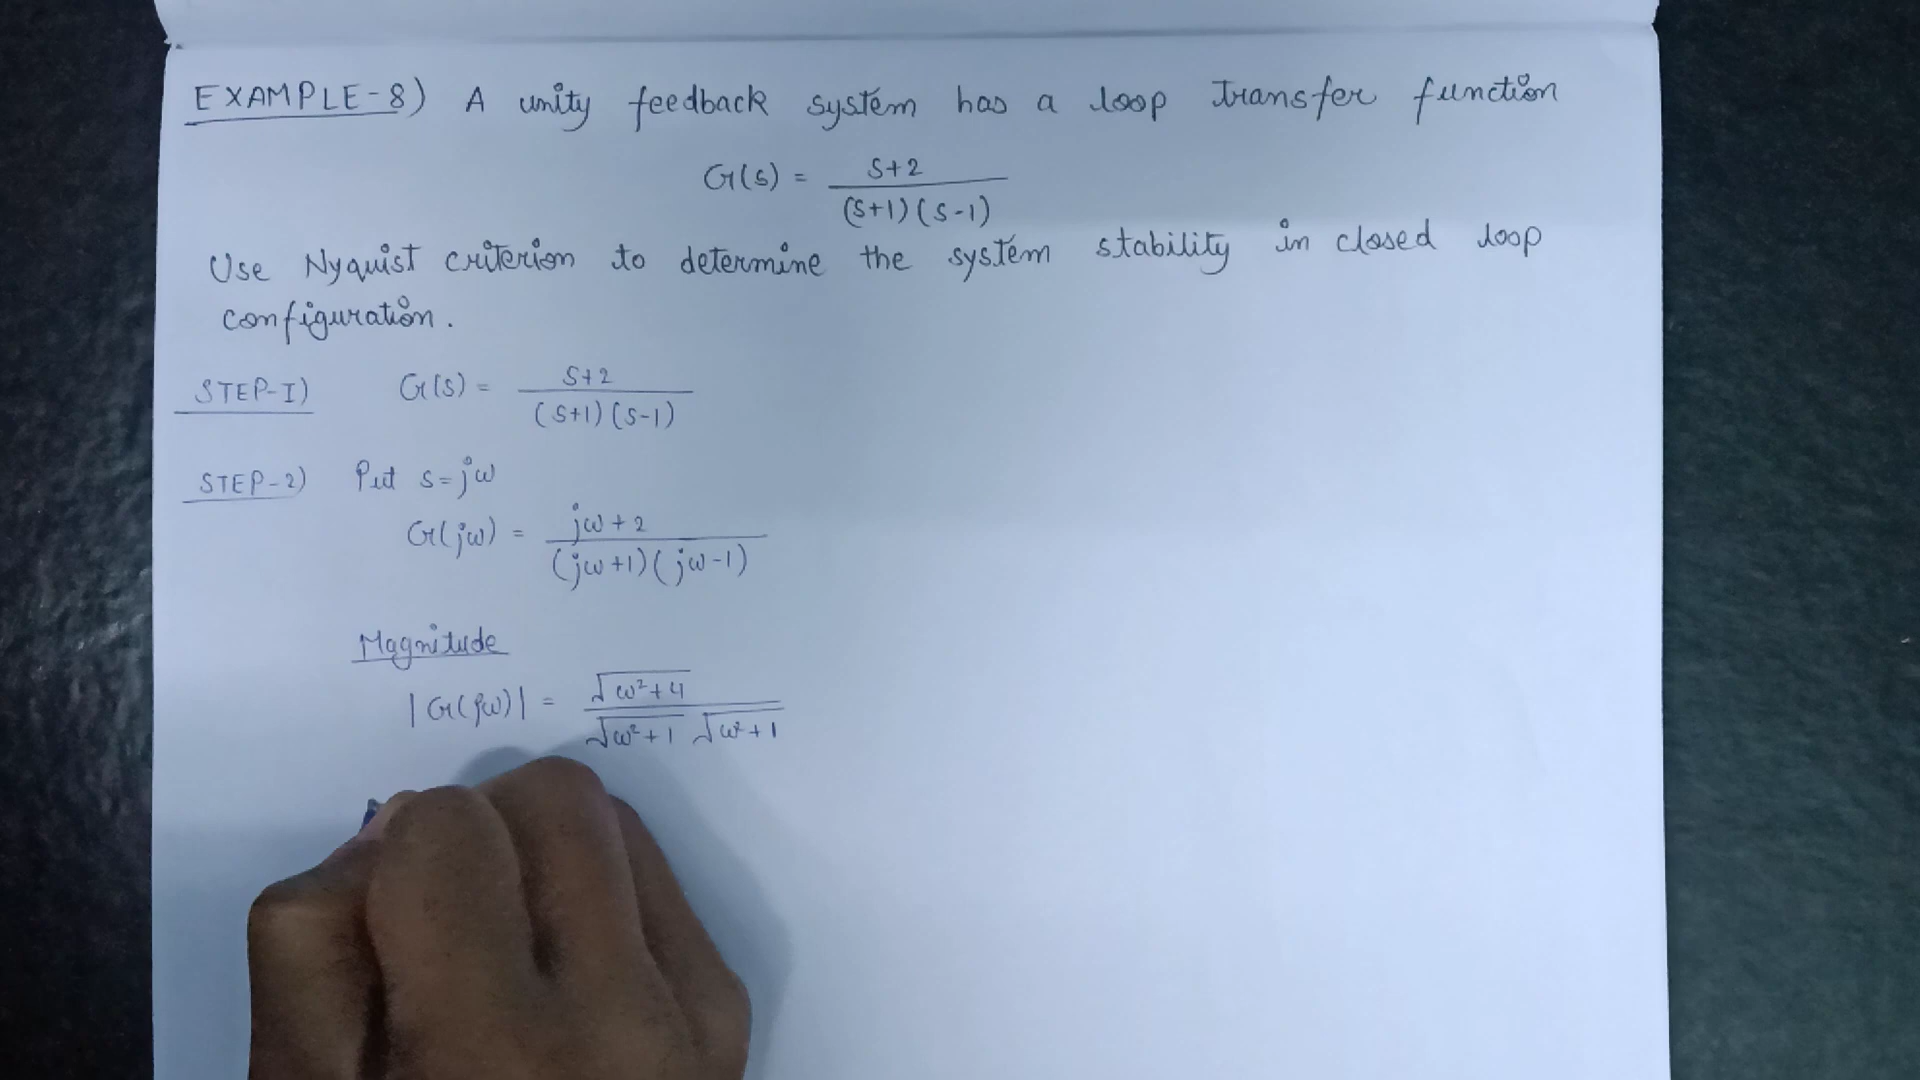 EXAMPLE-8) A unity feedback system has a loop transfer function
G(s) = s+2 / (s+1)(s-1)
Use Nyquist criterion to determine the system stability in closed loop
configuration.
STEP-I) G(s) = s+2 / (s+1)(s-1)
STEP-2) Put s=jω
G(jω) = jω+2 / (jω+1)(jω-1)
Magnitude
|G(jω)| = √ω²+4 / √ω²+1 √ω²+1